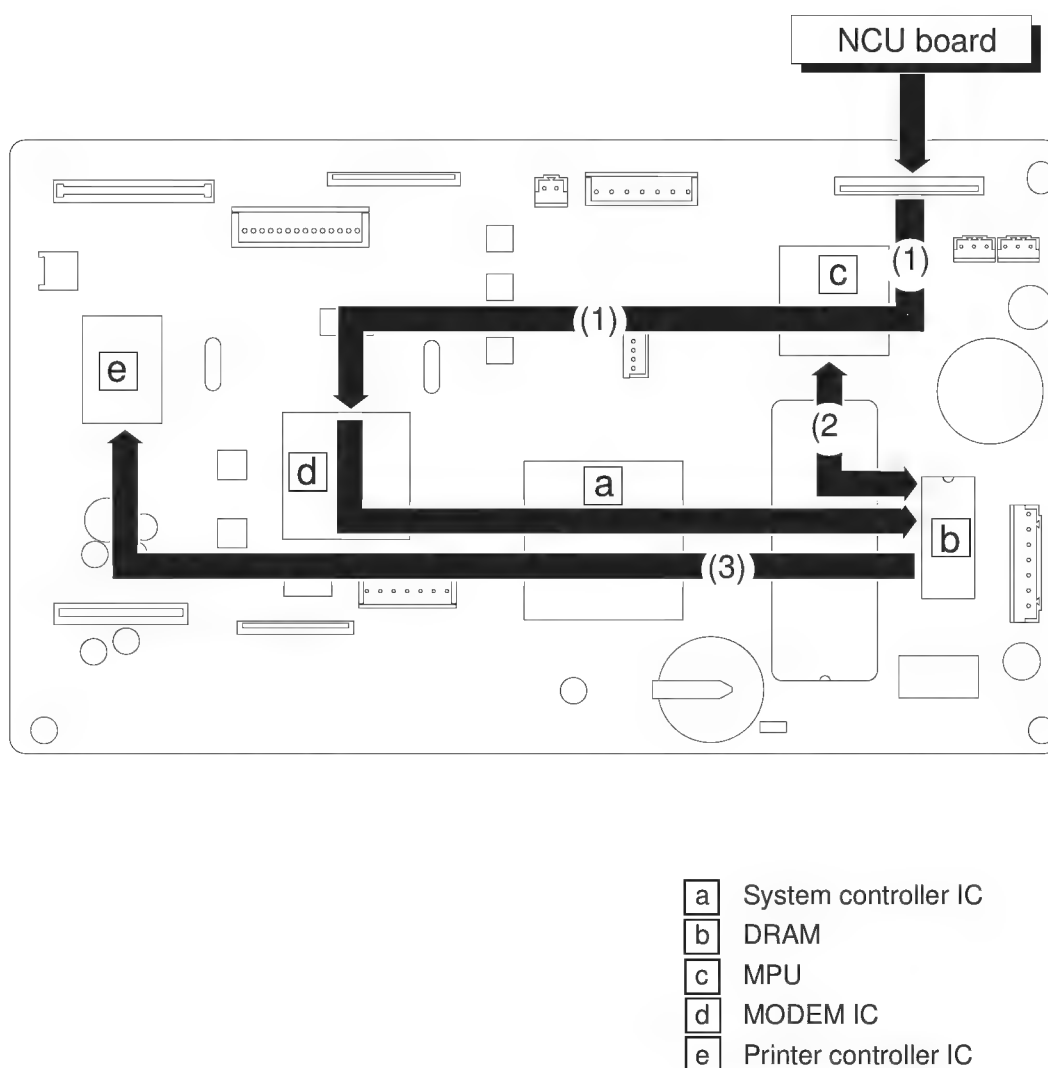 NCU board
c
(1)
(1)
e
(2
d
a
b
(3)
a System controller IC
b DRAM
c MPU
d MODEM IC
e Printer controller IC